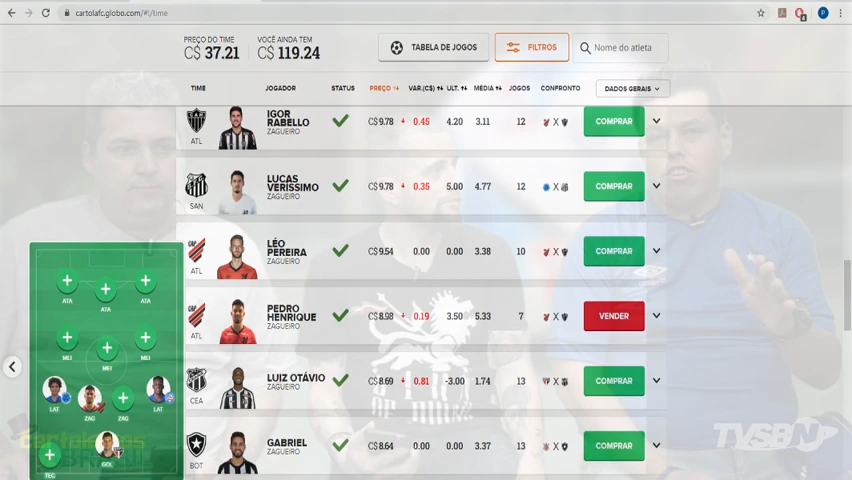 cartolafc.globo.com/#!/time
PREÇO DO TIME
C$ 37.21
VOCÊ AINDA TEM
C$ 119.24
TABELA DE JOGOS
FILTROS
Nome do atleta
TIME JOGADOR STATUS PREÇO VAR.(C$) ULT. MÉDIA JOGOS CONFRONTO DADOS GERAIS
ATL IGOR RABELLO ZAGUEIRO C$ 9.78 0.45 4.20 3.11 12 X COMPRAR
SAN LUCAS VERÍSSIMO ZAGUEIRO C$ 9.78 0.35 5.00 4.77 12 X COMPRAR
ATL LÉO PEREIRA ZAGUEIRO C$ 9.54 0.00 0.00 3.38 10 X COMPRAR
ATL PEDRO HENRIQUE ZAGUEIRO C$ 8.98 0.19 3.50 5.33 7 X VENDER
CEA LUIZ OTÁVIO ZAGUEIRO C$ 8.69 0.81 -3.00 1.74 13 X COMPRAR
BOT GABRIEL ZAGUEIRO C$ 8.64 0.00 0.00 3.37 13 X COMPRAR
ATA ATA ATA
MEI MEI MEI
LAT ZAG ZAG LAT
GOL
TEC
TVSBN